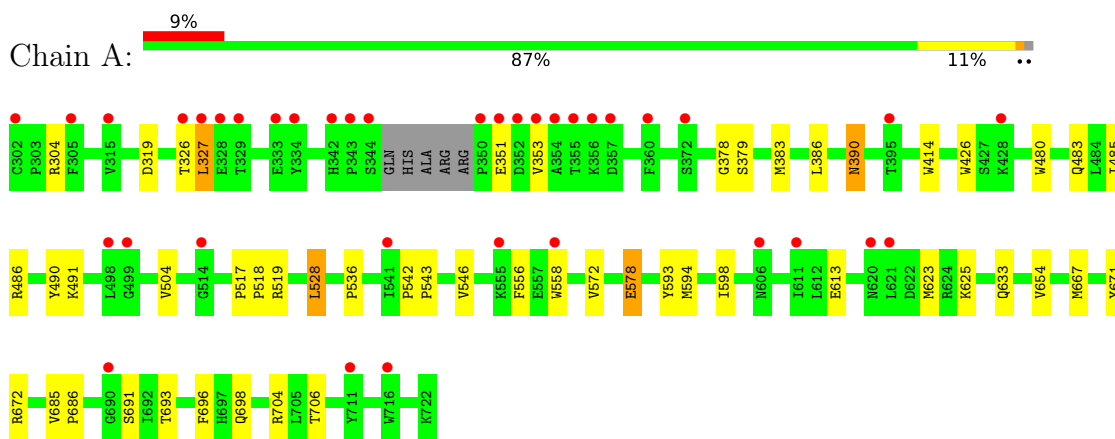 9%
Chain A:
87% 11% ••
C302 P303 R304 F305 V315 D319 T326 L327 E328 T329 E333 Y334 H342 P343 S344 GLN HIS ALA ARG ARG P350 E351 D352 V353 A354 T355 K356 D357 F360 S372 G378 S379 M383 L386 N390 T395 W414 W426 S427 K428 W480 Q483 L484 I485
R486 Y490 K491 L498 G499 V504 G514 P517 P518 R519 L528 P536 I541 P542 P543 V546 K555 F556 E557 W558 V572 E578 Y593 M594 I598 N606 I611 L612 E613 N620 L621 D622 M623 R624 K625 Q633 V654 M667 Y671
R672 V685 P686 G690 S691 I692 T693 F696 H697 Q698 R704 L705 T706 Y711 W716 K722